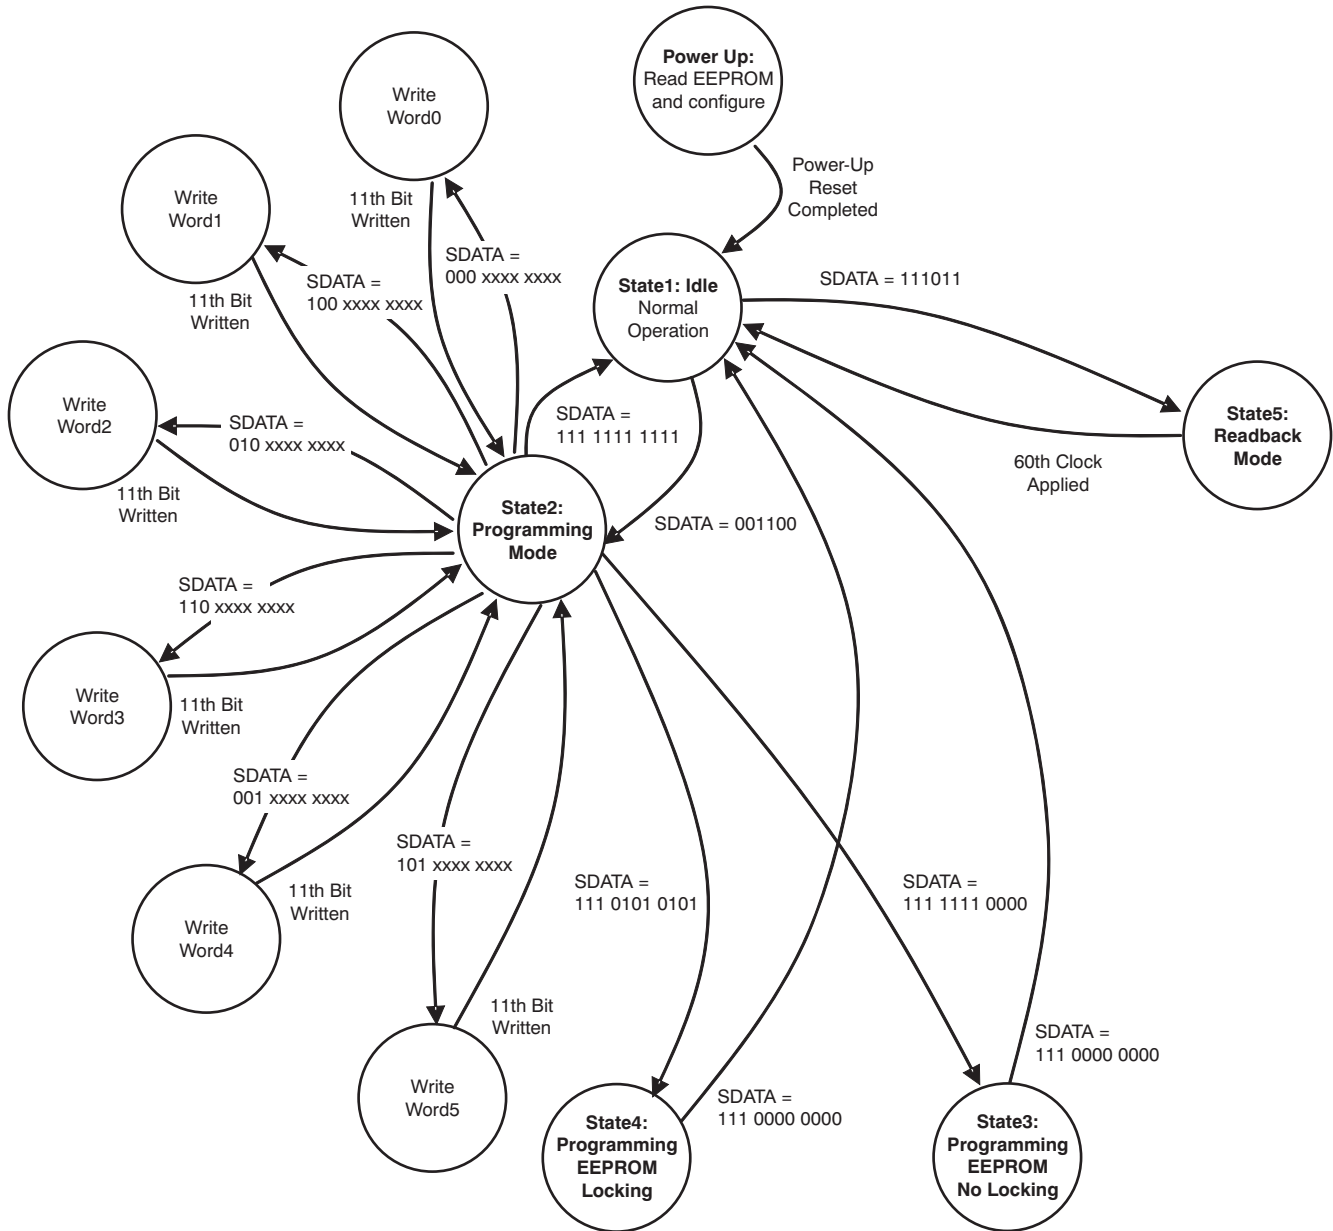 Power Up:
Read EEPROM
and configure
Write
Word0
Power-Up
Reset
Completed
Write
Word1
11th Bit
Written
SDATA =
000 xxxx xxxx
SDATA =
100 xxxx xxxx
11th Bit
Written
State1: Idle
Normal
Operation
SDATA = 111011
Write
Word2
SDATA =
010 xxxx xxxx
SDATA =
111 1111 1111
State5:
Readback
Mode
60th Clock
Applied
11th Bit
Written
State2:
Programming
Mode
SDATA = 001100
SDATA =
110 xxxx xxxx
Write
Word3
11th Bit
Written
SDATA =
001 xxxx xxxx
SDATA =
101 xxxx xxxx
Write
Word4
11th Bit
Written
SDATA =
111 0101 0101
SDATA =
111 1111 0000
11th Bit
Written
SDATA =
111 0000 0000
Write
Word5
SDATA =
111 0000 0000
State4:
Programming
EEPROM
Locking
State3:
Programming
EEPROM
No Locking